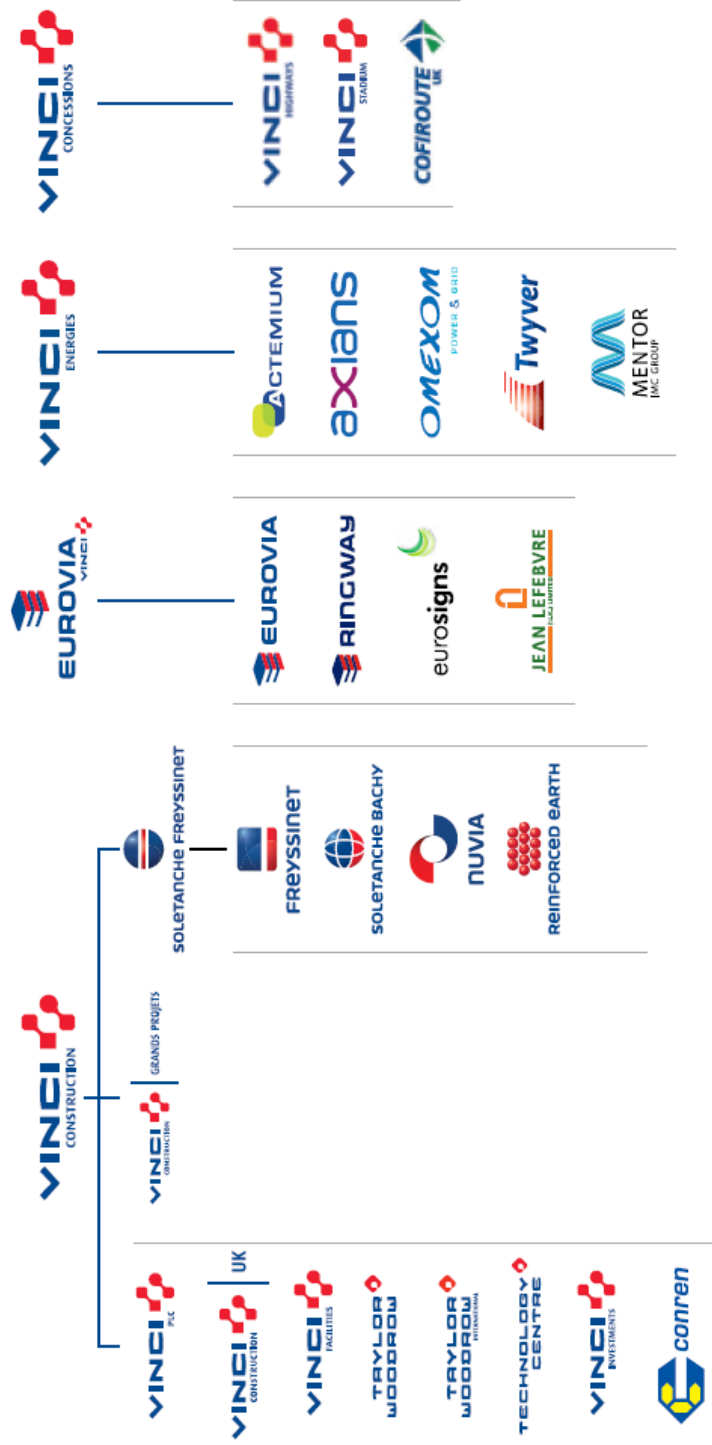 VINCI
CONSTRUCTION
VINCI
PLC
VINCI
CONSTRUCTION
UK
VINCI
FACILITIES
TAYLOR
WOODROW
TAYLOR
WOODROW
INTERNATIONAL
TECHNOLOGY
CENTRE
VINCI
INVESTMENTS
conren
VINCI
CONSTRUCTION
GRANDS PROJETS
SOLETANCHE FREYSSINET
FREYSSINET
SOLETANCHE BACHY
NUVIA
REINFORCED EARTH
EUROVIA
VINCI
EUROVIA
RINGWAY
eurosigns
JEAN LEFEBVRE
VINCI
ENERGIES
ACTEMIUM
axians
OMEXOM
POWER & GRID
Twyver
MENTOR
IMC GROUP
VINCI
CONCESSIONS
VINCI
HIGHWAYS
VINCI
STADIUM
COFIROUTE
UK